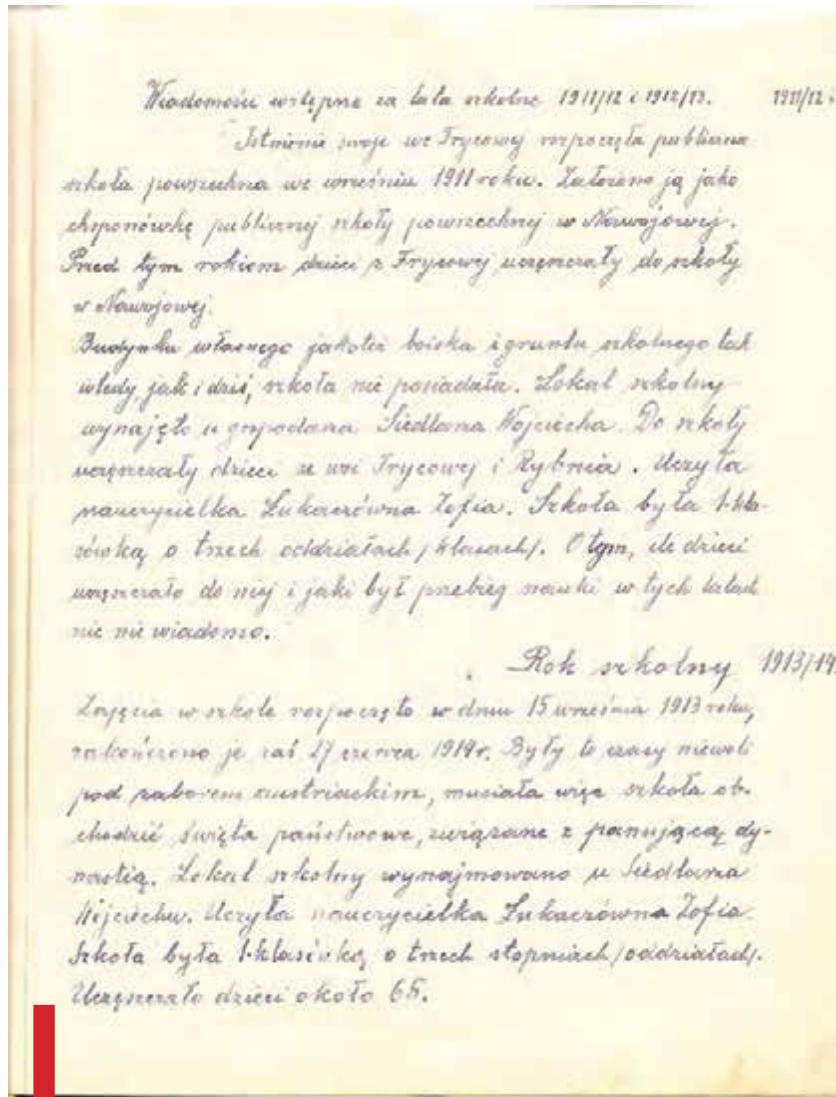 Wiadomości wstępne za lata szkolne 1911/12 i 1912/13. 1911/12.
Istnienie swoje we Frycowej rozpoczęła publiczna
szkoła powszechna we wrześniu 1911 roku. Założono ją jako
eksponówkę publicznej szkoły powszechnej w Nawojowej.
Przed tym rokiem dzieci z Frycowej uczęszczały do szkoły
w Nawojowej.
Budynku własnego jakoteż boiska i gruntu szkolnego tak
wtedy, jak i dziś, szkoła nie posiadała. Lokal szkolny
wynajęto u gospodarza Siedlarza Wojciecha. Do szkoły
uczęszczały dzieci ze wsi Frycowej i Rybnia. Uczyła
nauczycielka Łukaczówna Zofia. Szkoła była 1-kla-
sówką o trzech oddziałach /klasach/. O tym, ile dzieci
uczęszczało do niej i jaki był przebieg nauki w tych latach
nic nie wiadomo.
Rok szkolny 1913/14.
Zajęcia w szkole rozpoczęto w dniu 15 września 1913 roku,
zakończono je zaś 27 czerwca 1914 r. Były to czasy niewoli
pod zaborem austriackim, musiała więc szkoła ob-
chodzić święta państwowe, związane z panującą dy-
nastią. Lokal szkolny wynajmowano u Siedlarza
Wojciecha. Uczyła nauczycielka Łukaczówna Zofia.
Szkoła była 1-klasówką o trzech stopniach /oddziałach/.
Uczęszczało dzieci około 65.